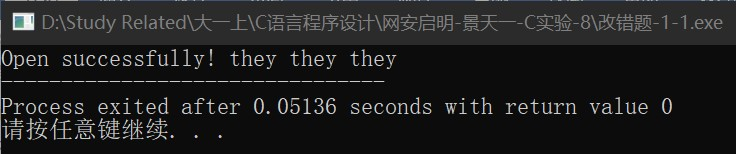 D:\Study Related\大一上\C语言程序设计\网安启明-景天一-C实验-8\改错题-1-1.exe
Open successfully! they they they
--------------------------------
Process exited after 0.05136 seconds with return value 0
请按任意键继续. . .